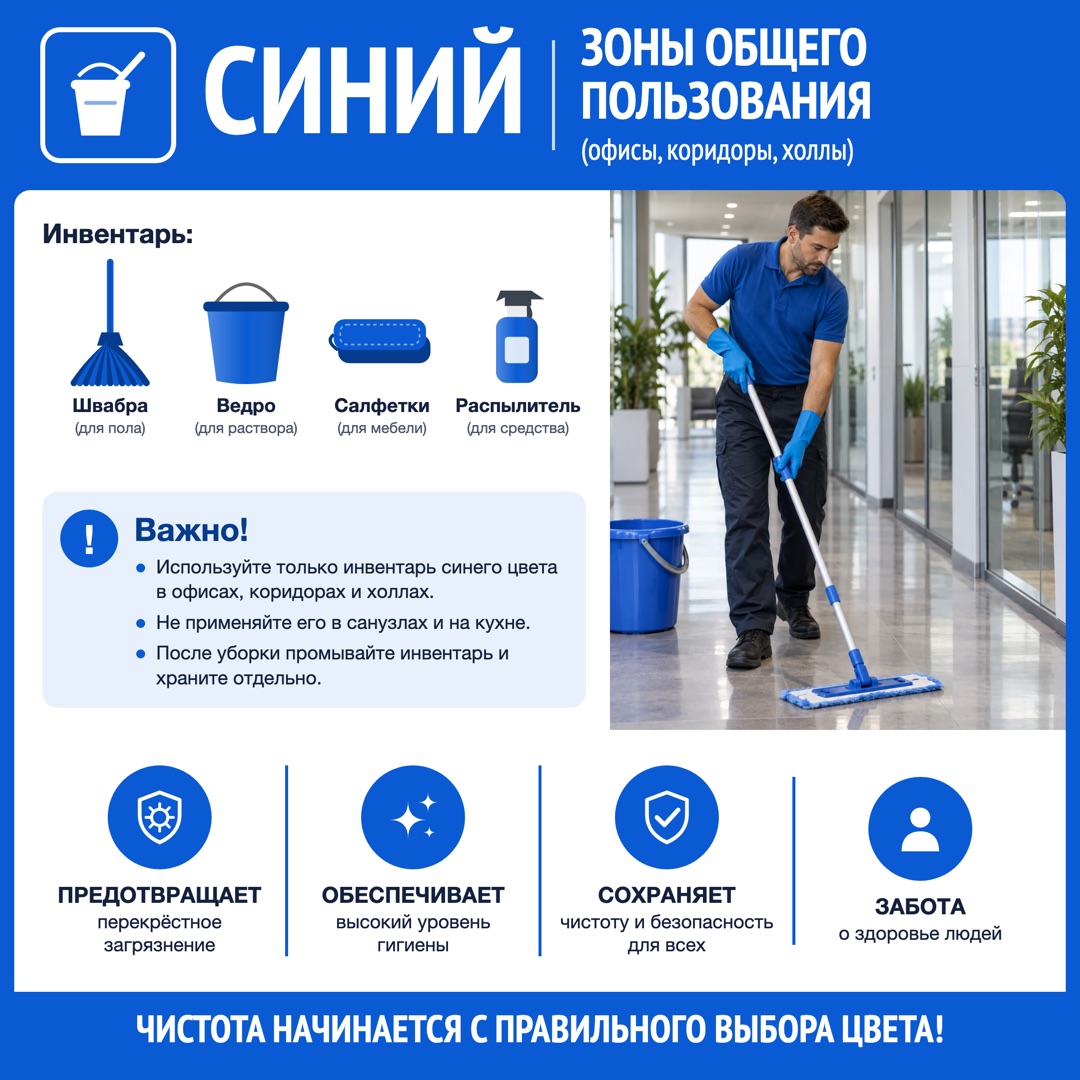 СИНИЙ
ЗОНЫ ОБЩЕГО
ПОЛЬЗОВАНИЯ
(офисы, коридоры, холлы)
Инвентарь:
Швабра
(для пола)
Ведро
(для раствора)
Салфетки
(для мебели)
Распылитель
(для средства)
!
Важно!
• Используйте только инвентарь синего цвета
в офисах, коридорах и холлах.
• Не применяйте его в санузлах и на кухне.
• После уборки промывайте инвентарь и
храните отдельно.
ПРЕДОТВРАЩАЕТ
перекрёстное
загрязнение
ОБЕСПЕЧИВАЕТ
высокий уровень
гигиены
СОХРАНЯЕТ
чистоту и безопасность
для всех
ЗАБОТА
о здоровье людей
ЧИСТОТА НАЧИНАЕТСЯ С ПРАВИЛЬНОГО ВЫБОРА ЦВЕТА!